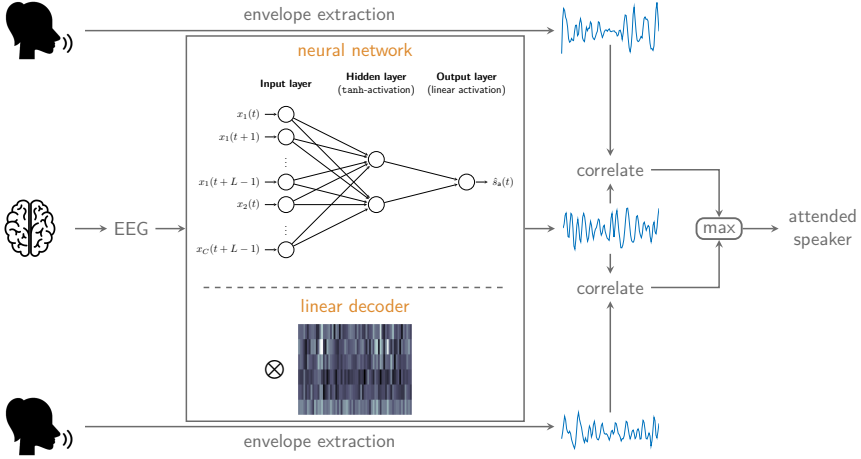 envelope extraction
neural network
Input layer
Hidden layer
(tanh-activation)
Output layer
(linear activation)
x₁(t)
x₁(t + 1)
⋮
x₁(t + L − 1)
x₂(t)
⋮
x_C(t + L − 1)
ŝₐ(t)
EEG
linear decoder
⊗
correlate
max
attended
speaker
correlate
envelope extraction